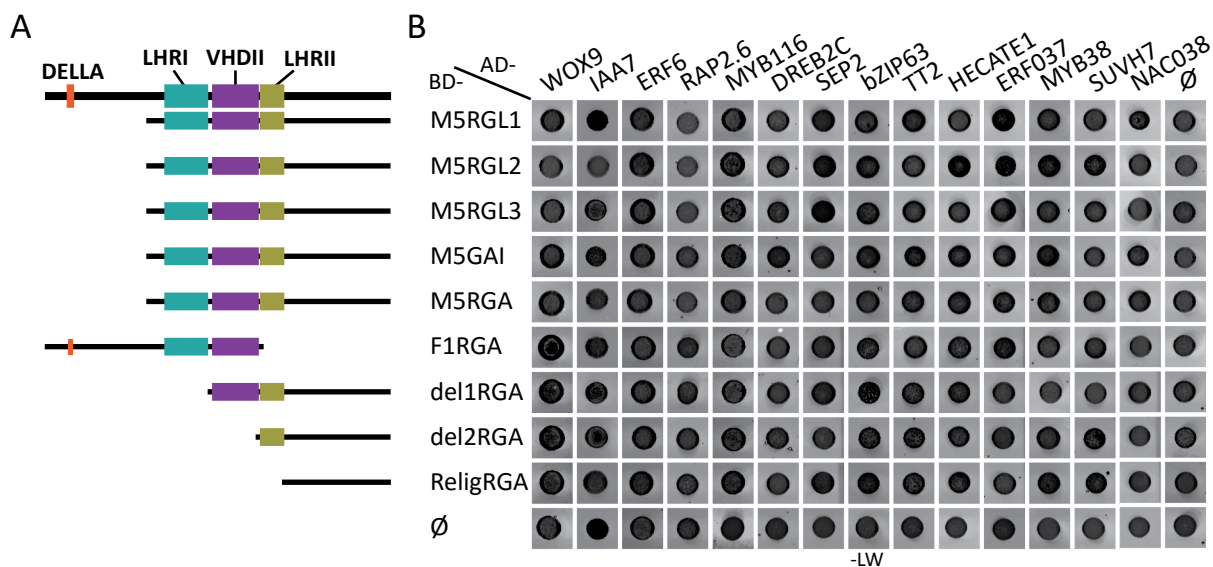 A
DELLA
LHRI
VHDII
LHRII
B
AD-
BD-
WOX9
IAA7
ERF6
RAP2.6
MYB116
DREB2C
SEP2
bZIP63
TT2
HECATE1
ERF037
MYB38
SUVH7
NAC038
Ø
M5RGL1
M5RGL2
M5RGL3
M5GAI
M5RGA
F1RGA
del1RGA
del2RGA
ReligRGA
Ø
-LW